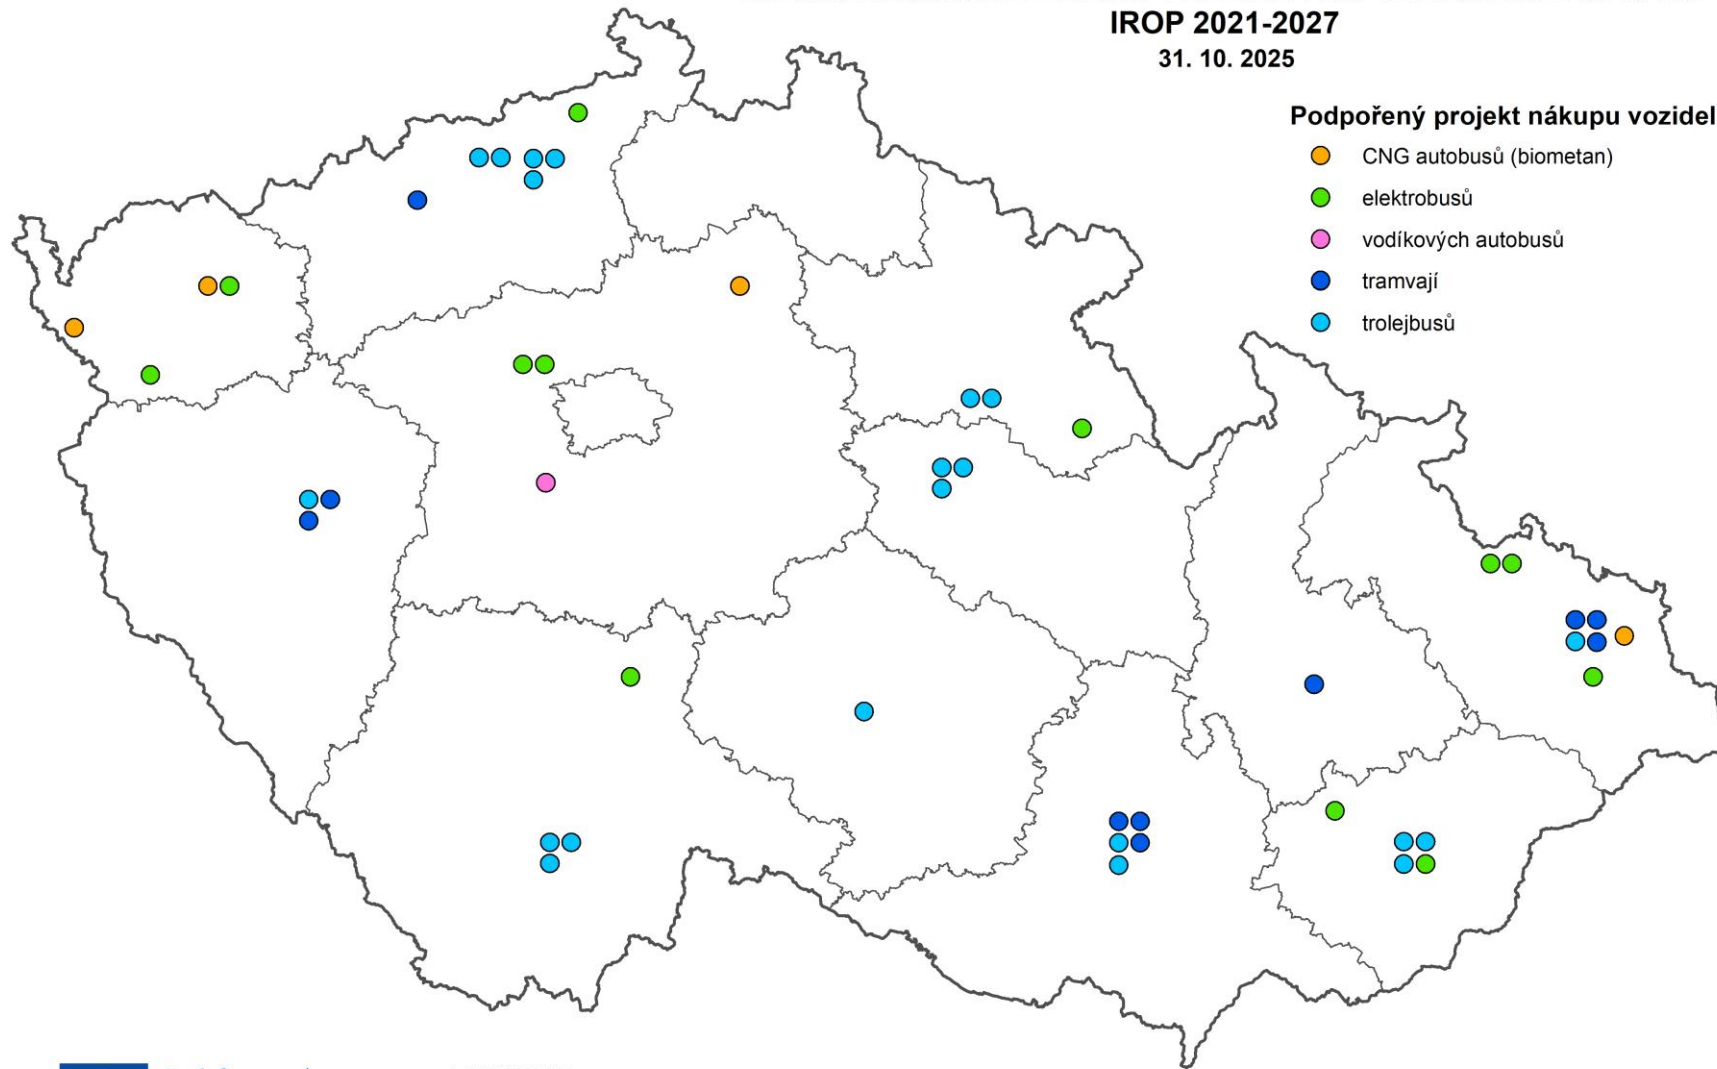 IROP 2021-2027
31. 10. 2025
Podpořený projekt nákupu vozidel
CNG autobusů (biometan)
elektrobusů
vodíkových autobusů
tramvají
trolejbusů